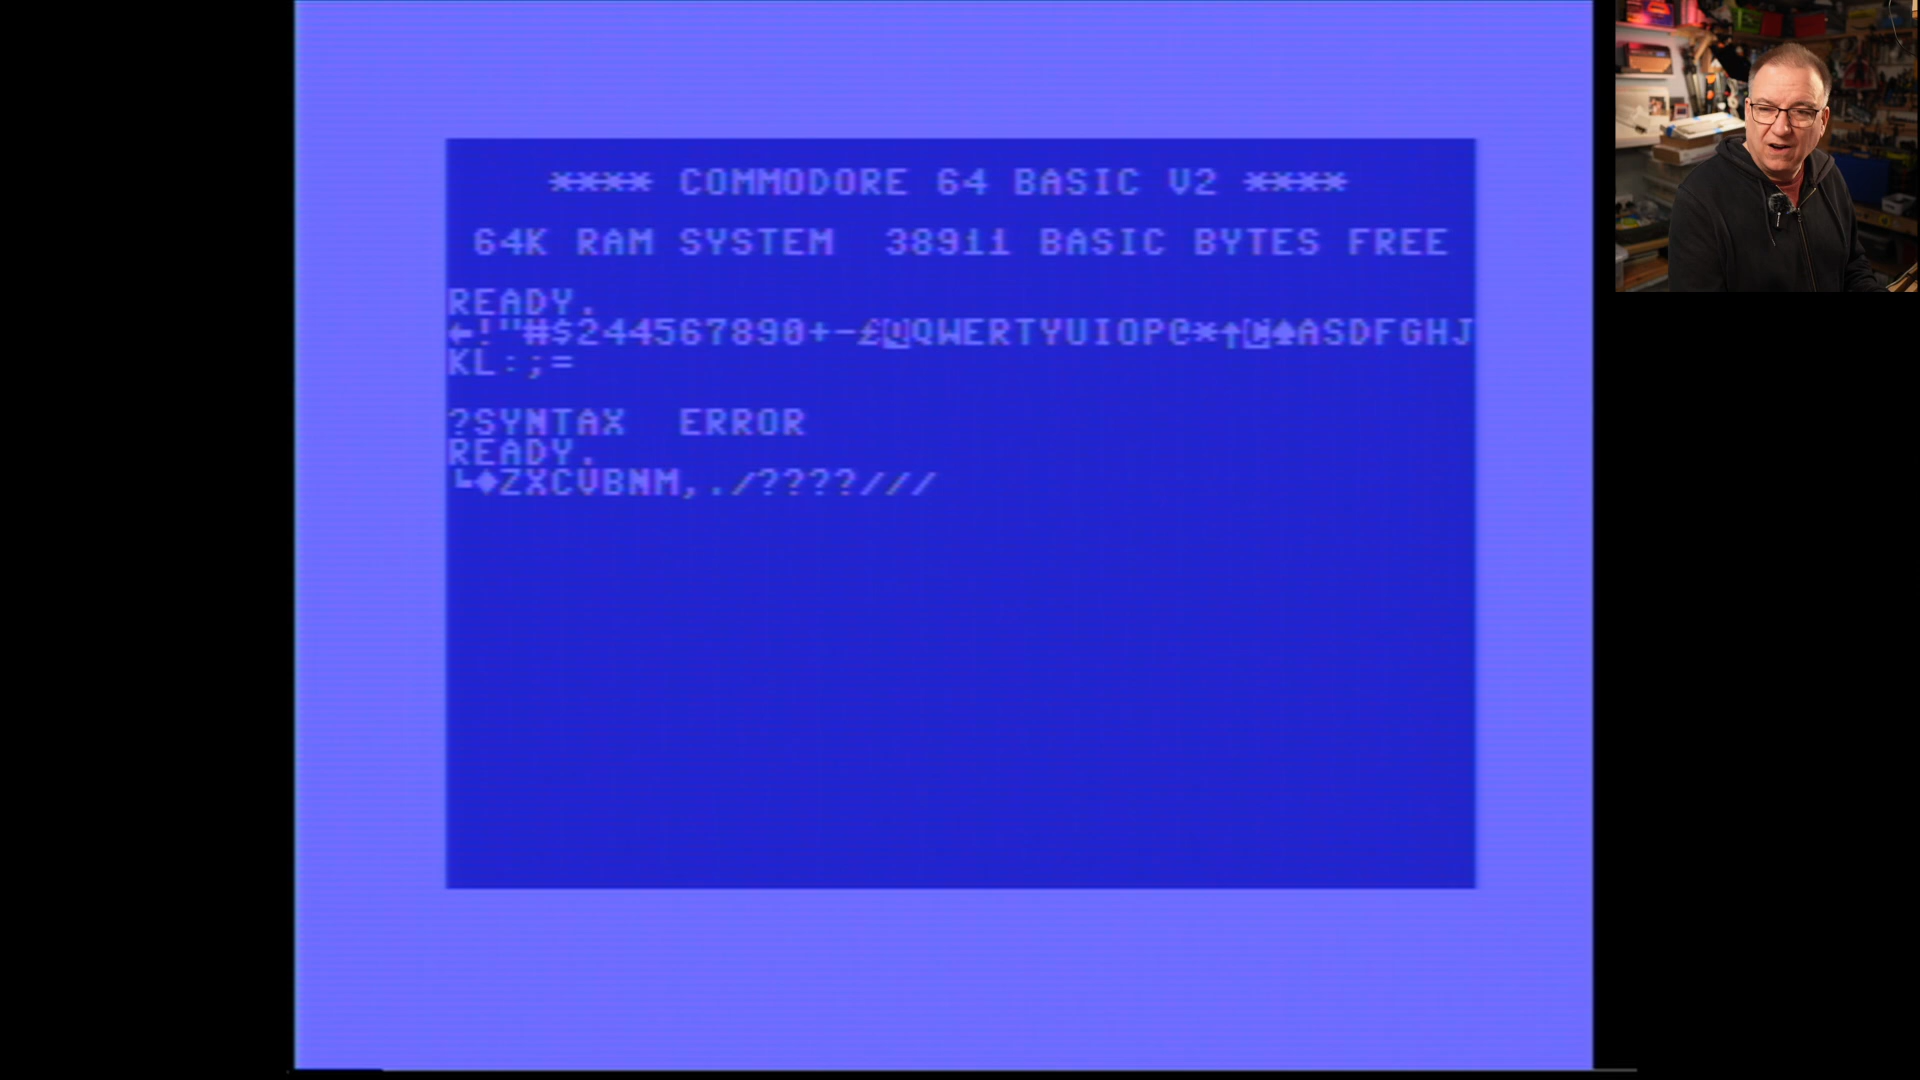 **** COMMODORE 64 BASIC V2 ****
64K RAM SYSTEM  38911 BASIC BYTES FREE
READY.
←!"#$244567890+-£QWERTYUIOP@*↑♠ASDFGHJ
KL:;=
?SYNTAX  ERROR
READY.
┗♦ZXCVBNM,./????///